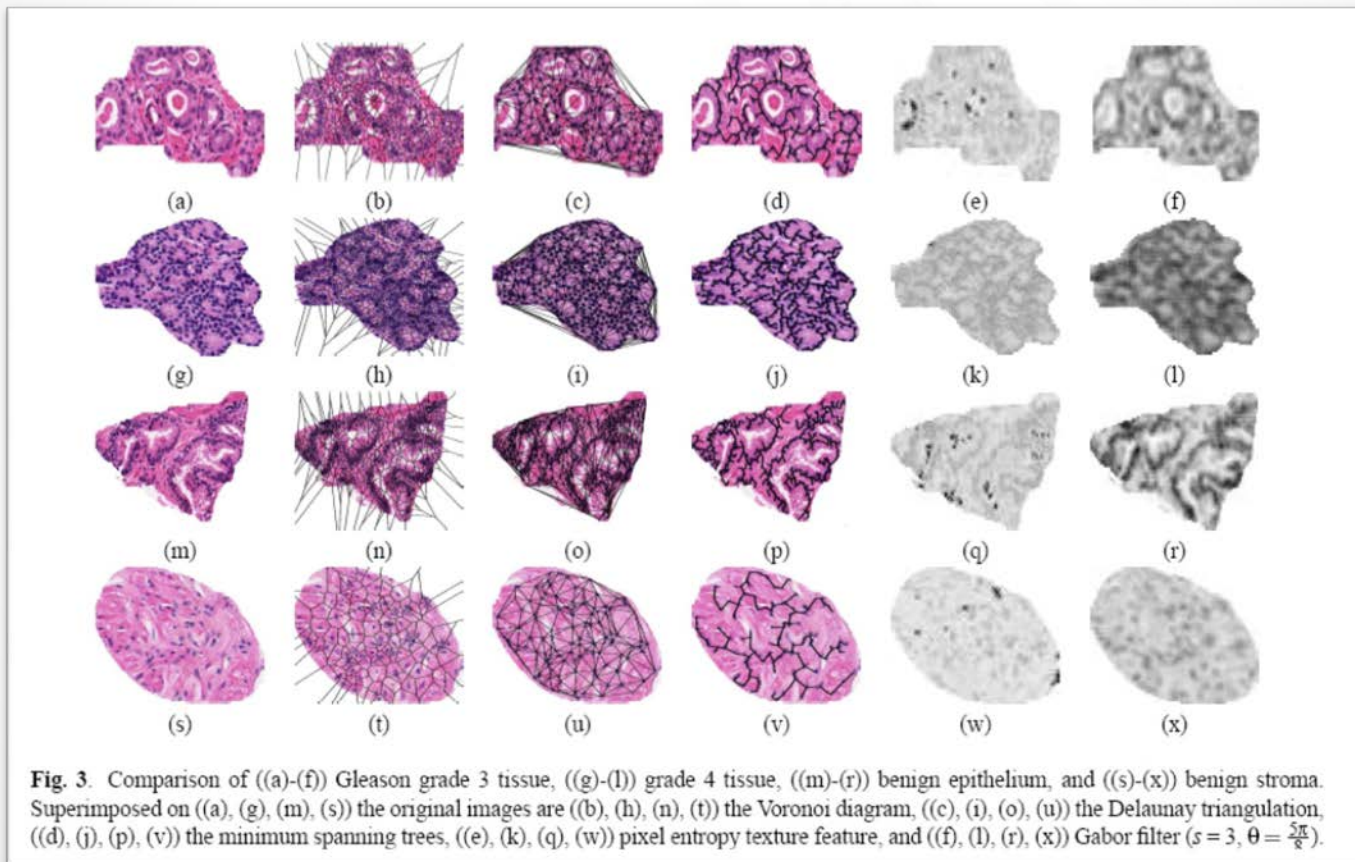 (a) (b) (c) (d) (e) (f)
(g) (h) (i) (j) (k) (l)
(m) (n) (o) (p) (q) (r)
(s) (t) (u) (v) (w) (x)
Fig. 3. Comparison of ((a)-(f)) Gleason grade 3 tissue, ((g)-(l)) grade 4 tissue, ((m)-(r)) benign epithelium, and ((s)-(x)) benign stroma.
Superimposed on ((a), (g), (m), (s)) the original images are ((b), (h), (n), (t)) the Voronoi diagram, ((c), (i), (o), (u)) the Delaunay triangulation,
((d), (j), (p), (v)) the minimum spanning trees, ((e), (k), (q), (w)) pixel entropy texture feature, and ((f), (l), (r), (x)) Gabor filter (s = 3, θ = 5π/8).